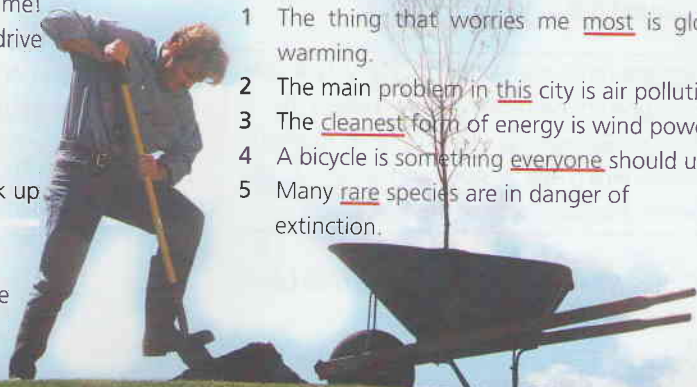 me!
drive
k up
e
1 The thing that worries me most is glo
warming.
2 The main problem in this city is air polluti
3 The cleanest form of energy is wind powe
4 A bicycle is something everyone should u
5 Many rare species are in danger of
extinction.